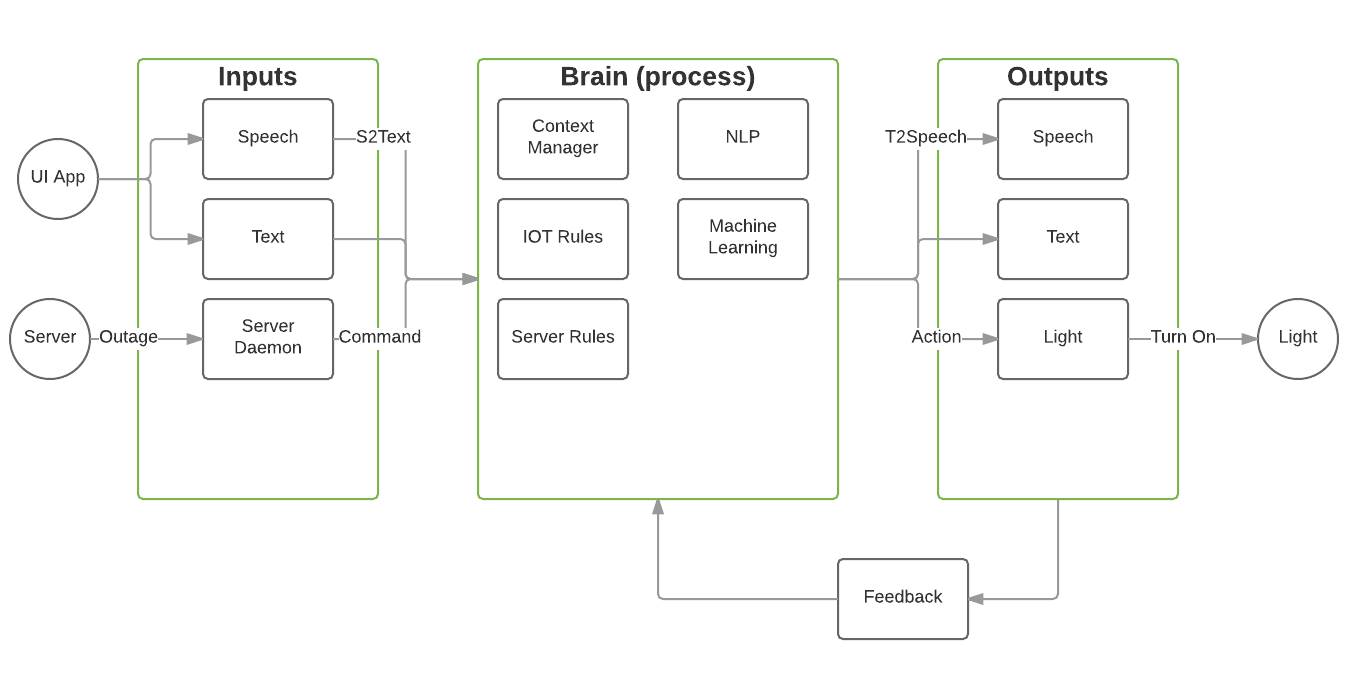 Inputs
Brain (process)
Outputs
UI App
Speech
S2Text
Context
Manager
NLP
T2Speech
Speech
Text
IOT Rules
Machine
Learning
Text
Server
Outage
Server
Daemon
Command
Server Rules
Action
Light
Turn On
Light
Feedback